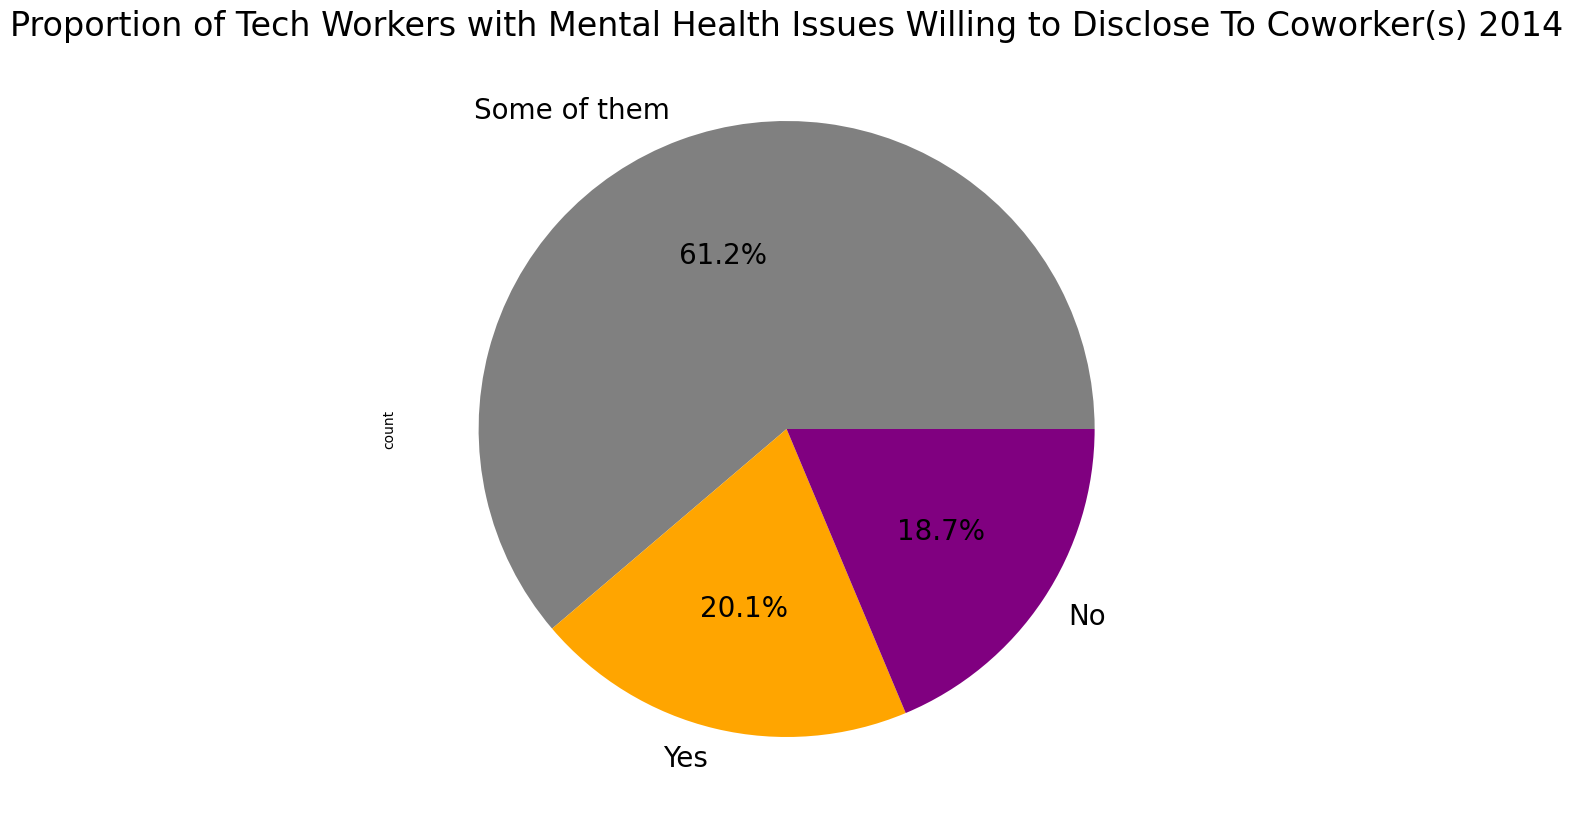 Proportion of Tech Workers with Mental Health Issues Willing to Disclose To Coworker(s) 2014
Some of them
61.2%
count
18.7%
20.1%
No
Yes